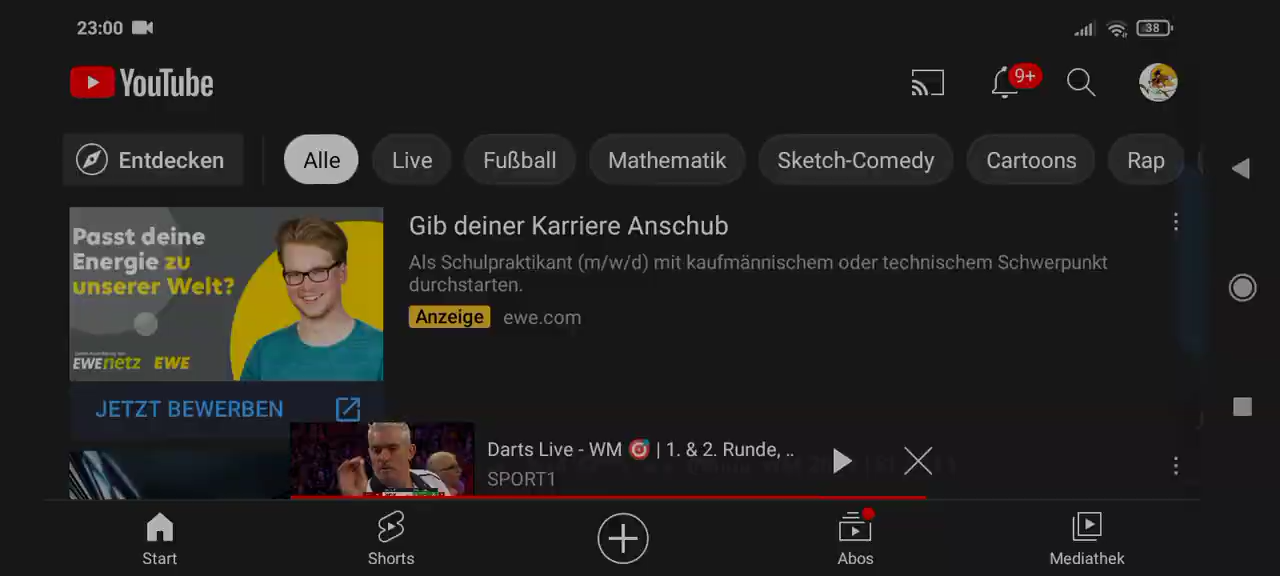 23:00
38
YouTube
9+
Entdecken
Alle
Live
Fußball
Mathematik
Sketch-Comedy
Cartoons
Rap
Passt deine
Energie zu
unserer Welt?
EWE netz EWE
Gib deiner Karriere Anschub
Als Schulpraktikant (m/w/d) mit kaufmännischem oder technischem Schwerpunkt
durchstarten.
Anzeige ewe.com
JETZT BEWERBEN
Darts Live - WM 🎯 | 1. & 2. Runde, ..
SPORT1
Start
Shorts
Abos
Mediathek